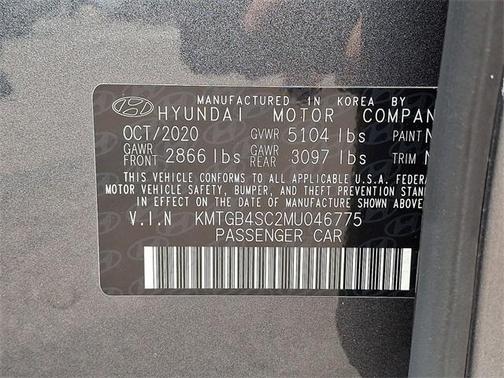 MANUFACTURED IN KOREA BY
HYUNDAI MOTOR COMPAN
OCT/2020 GVWR 5104 lbs PAINT
GAWR FRONT 2866 lbs GAWR REAR 3097 lbs TRIM
THIS VEHICLE CONFORMS TO ALL APPLICABLE U.S.A. FEDERAL
MOTOR VEHICLE SAFETY, BUMPER, AND THEFT PREVENTION STANDA
IN EFFECT ON THE DATE OF MANUFACTURE SHOWN ABOVE
V.I.N KMTGB4SC2MU046775
PASSENGER CAR